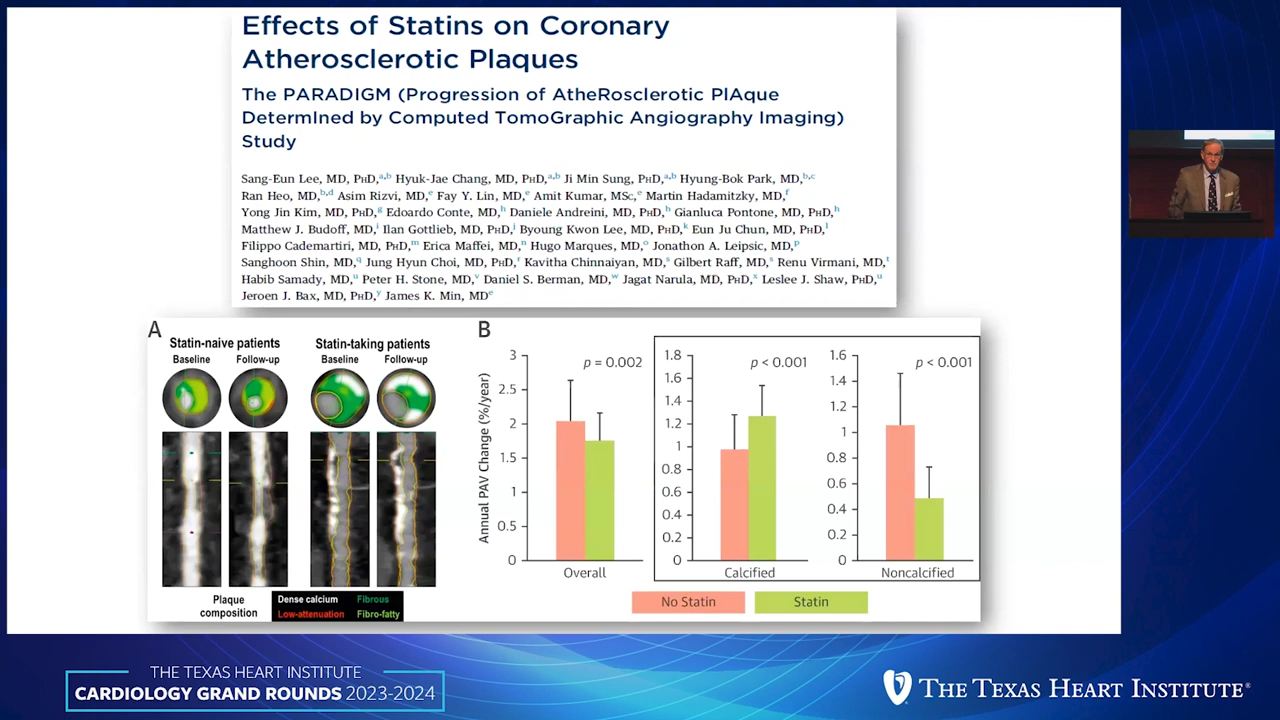 Effects of Statins on Coronary
Atherosclerotic Plaques
The PARADIGM (Progression of AtheRosclerotic PlAque
DetermIned by Computed TomoGraphic Angiography Imaging)
Study
Sang-Eun Lee, MD, PhD,a,b Hyuk-Jae Chang, MD, PhD,a,b Ji Min Sung, PhD,a,b Hyung-Bok Park, MD,b,c
Ran Heo, MD,b,d Asim Rizvi, MD,e Fay Y. Lin, MD,e Amit Kumar, MSc,e Martin Hadamitzky, MD,f
Yong Jin Kim, MD, PhD,g Edoardo Conte, MD,h Daniele Andreini, MD, PhD,h Gianluca Pontone, MD, PhD,h
Matthew J. Budoff, MD,i Ilan Gottlieb, MD, PhD,j Byoung Kwon Lee, MD, PhD,k Eun Ju Chun, MD, PhD,l
Filippo Cademartiri, MD, PhD,m Erica Maffei, MD,n Hugo Marques, MD,o Jonathon A. Leipsic, MD,p
Sanghoon Shin, MD,q Jung Hyun Choi, MD, PhD,r Kavitha Chinnaiyan, MD,s Gilbert Raff, MD,s Renu Virmani, MD,t
Habib Samady, MD,u Peter H. Stone, MD,v Daniel S. Berman, MD,w Jagat Narula, MD, PhD,x Leslee J. Shaw, PhD,u
Jeroen J. Bax, MD, PhD,y James K. Min, MDe
A
Statin-naive patients
Baseline Follow-up
Statin-taking patients
Baseline Follow-up
Plaque
composition
Dense calcium Fibrous
Low-attenuation Fibro-fatty
B
Annual PAV Change (%/year)
3
2.5
2
1.5
1
0.5
0
p = 0.002
Overall
1.8
1.6
1.4
1.2
1
0.8
0.6
0.4
0.2
0
p < 0.001
Calcified
1.6
1.4
1.2
1
0.8
0.6
0.4
0.2
0
p < 0.001
Noncalcified
No Statin
Statin
THE TEXAS HEART INSTITUTE
CARDIOLOGY GRAND ROUNDS 2023-2024
THE TEXAS HEART INSTITUTE®